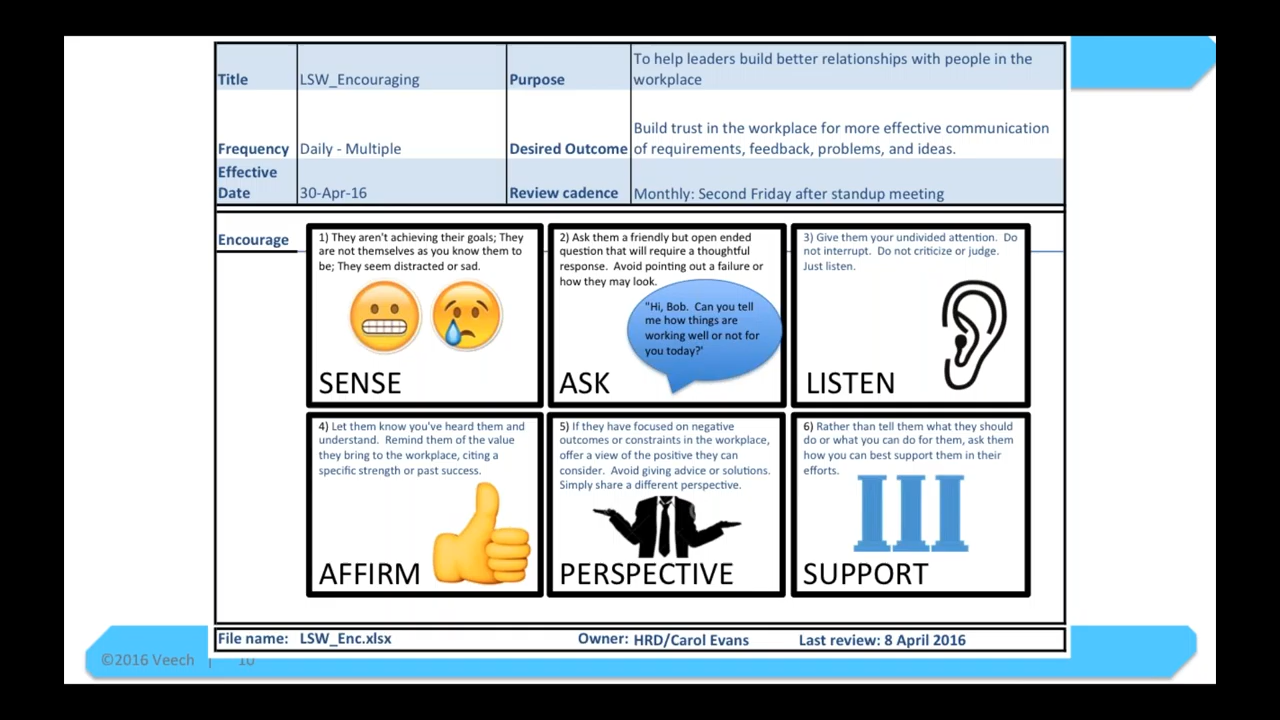 Title LSW_Encouraging Purpose To help leaders build better relationships with people in the
workplace
Frequency Daily - Multiple Desired Outcome Build trust in the workplace for more effective communication
of requirements, feedback, problems, and ideas.
Effective
Date 30-Apr-16 Review cadence Monthly: Second Friday after standup meeting
Encourage
1) They aren't achieving their goals; They
are not themselves as you know them to
be; They seem distracted or sad.
SENSE
2) Ask them a friendly but open ended
question that will require a thoughtful
response. Avoid pointing out a failure or
how they may look.
"Hi, Bob. Can you tell
me how things are
working well or not for
you today?'
ASK
3) Give them your undivided attention. Do
not interrupt. Do not criticize or judge.
Just listen.
LISTEN
4) Let them know you've heard them and
understand. Remind them of the value
they bring to the workplace, citing a
specific strength or past success.
AFFIRM
5) If they have focused on negative
outcomes or constraints in the workplace,
offer a view of the positive they can
consider. Avoid giving advice or solutions.
Simply share a different perspective.
PERSPECTIVE
6) Rather than tell them what they should
do or what you can do for them, ask them
how you can best support them in their
efforts.
SUPPORT
File name: LSW_Enc.xlsx Owner: HRD/Carol Evans Last review: 8 April 2016
©2016 Veech | 10